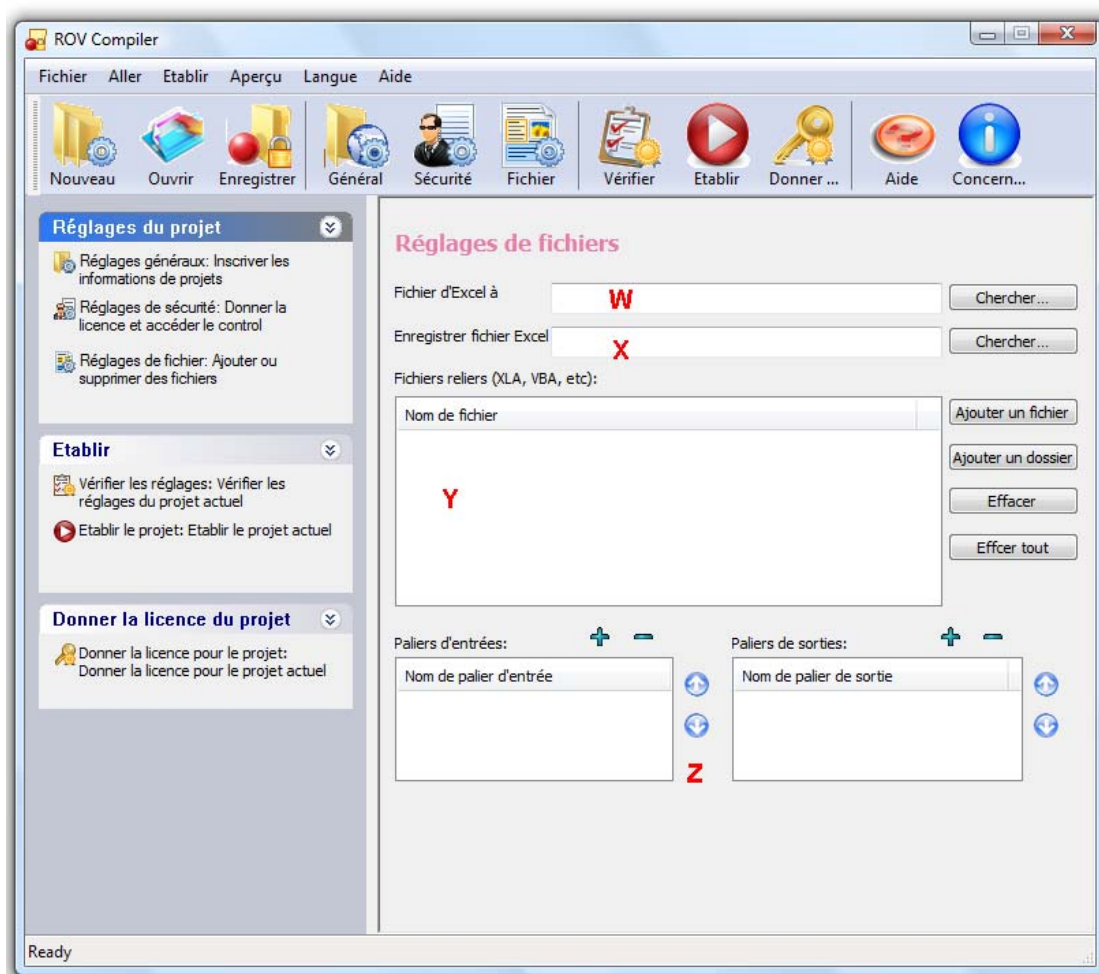 ROV Compiler
Fichier Aller Etablir Aperçu Langue Aide
Nouveau Ouvrir Enregistrer Général Sécurité Fichier Vérifier Etablir Donner ... Aide Concern...
Réglages du projet
Réglages généraux: Inscriver les
informations de projets
Réglages de sécurité: Donner la
licence et accéder le control
Réglages de fichier: Ajouter ou
supprimer des fichiers
Etablir
Vérifier les réglages: Vérifier les
réglages du projet actuel
Etablir le projet: Etablir le projet actuel
Donner la licence du projet
Donner la licence pour le projet:
Donner la licence pour le projet actuel
Réglages de fichiers
Fichier d'Excel à W Chercher...
Enregistrer fichier Excel X Chercher...
Fichiers reliers (XLA, VBA, etc):
Nom de fichier
Y
Ajouter un fichier
Ajouter un dossier
Effacer
Effcer tout
Paliers d'entrées: Paliers de sorties:
Nom de palier d'entrée Nom de palier de sortie
Z
Ready